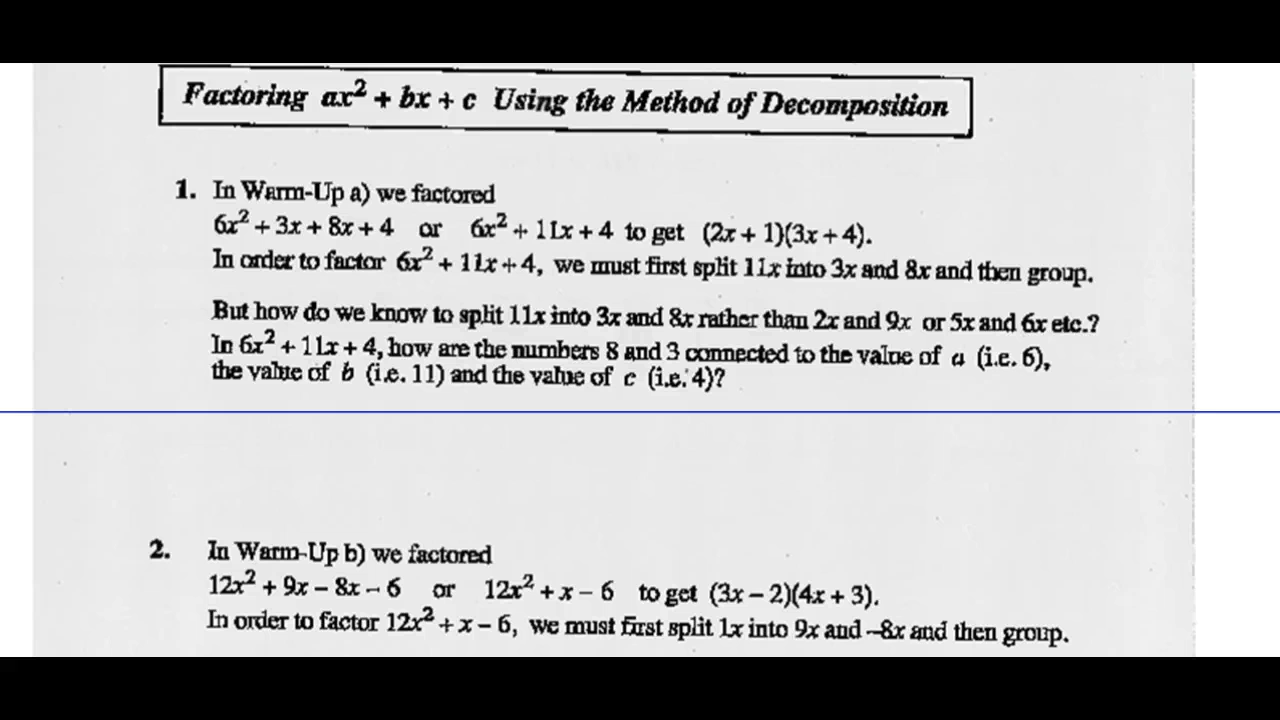 Factoring ax² + bx + c Using the Method of Decomposition
1. In Warm-Up a) we factored
6x² + 3x + 8x + 4 or 6x² + 11x + 4 to get (2x + 1)(3x + 4).
In order to factor 6x² + 11x + 4, we must first split 11x into 3x and 8x and then group.
But how do we know to split 11x into 3x and 8x rather than 2x and 9x or 5x and 6x etc.?
In 6x² + 11x + 4, how are the numbers 8 and 3 connected to the value of a (i.e. 6),
the value of b (i.e. 11) and the value of c (i.e. 4)?
2. In Warm-Up b) we factored
12x² + 9x – 8x – 6 or 12x² + x – 6 to get (3x – 2)(4x + 3).
In order to factor 12x² + x – 6, we must first split 1x into 9x and –8x and then group.